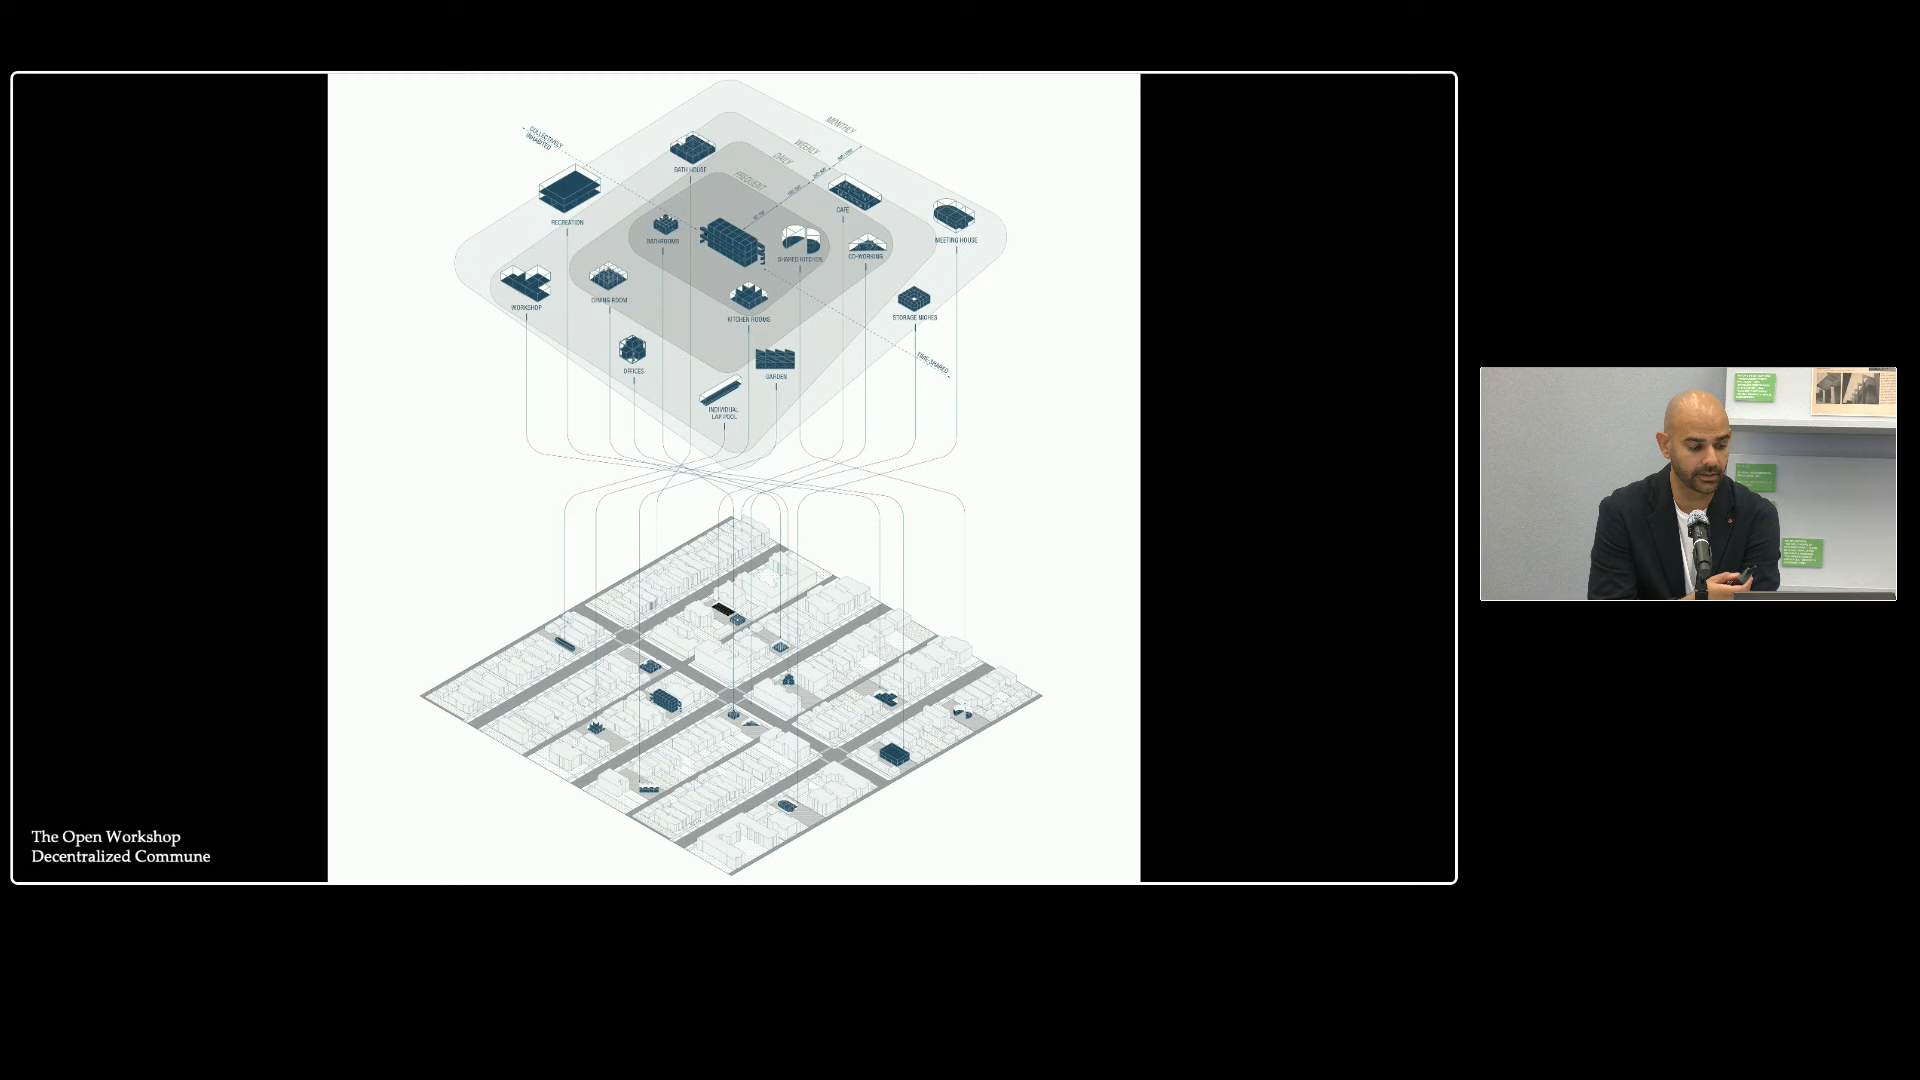 COLLECTIVELY
INHABITED
MONTHLY
WEEKLY
DAILY
FREQUENT
BATH HOUSE
RECREATION
CAFE
MEETING HOUSE
BATHROOMS
SHARED KITCHEN
CO-WORKING
WORKSHOP
DINING ROOM
KITCHEN ROOMS
STORAGE NICHES
OFFICES
GARDEN
TIME-SHARED
INDIVIDUAL
LAP POOL
The Open Workshop
Decentralized Commune